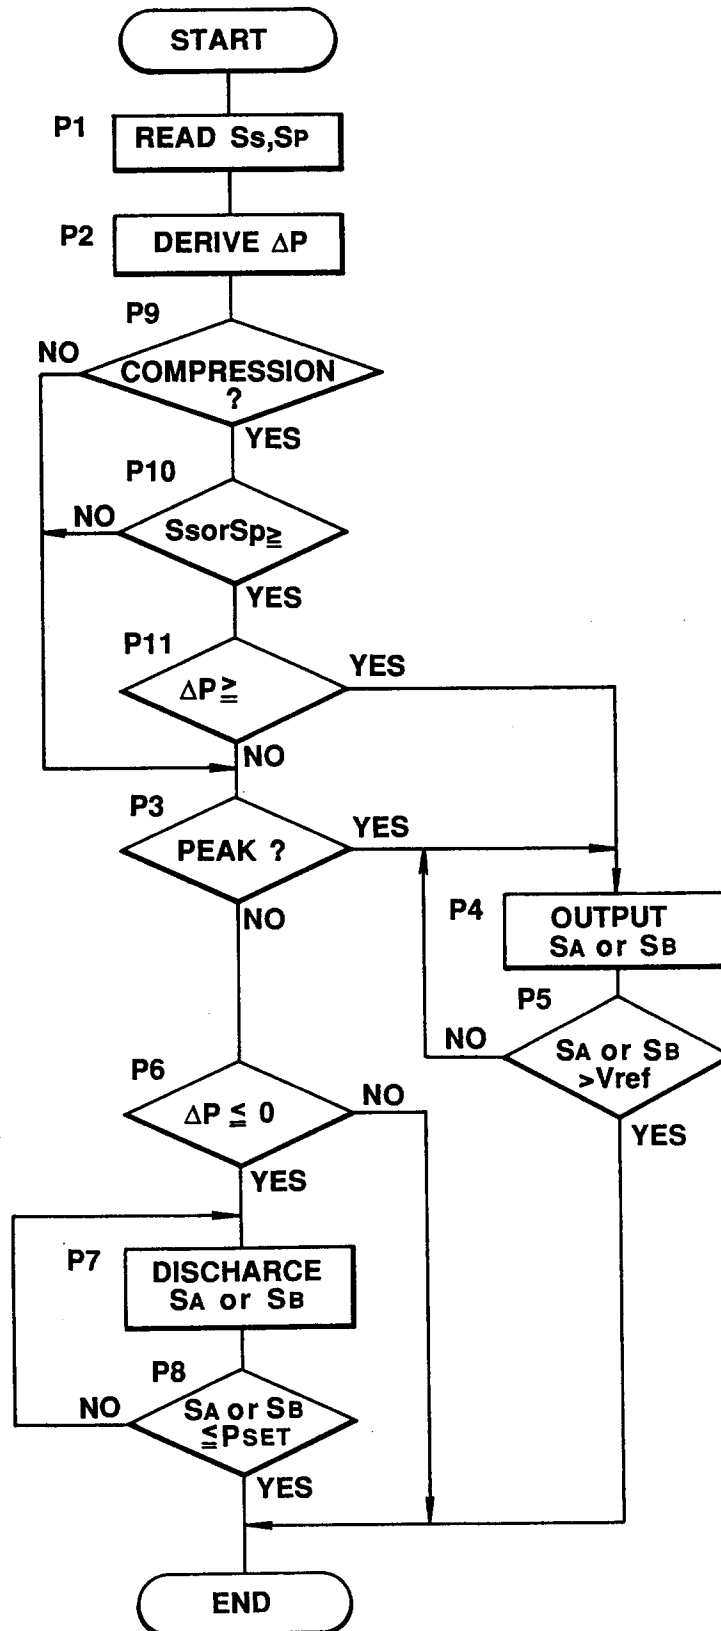 START
P1
READ Ss,SP
P2
DERIVE ΔP
P9
NO
COMPRESSION
?
YES
P10
NO
SsorSp≧
YES
P11
YES
ΔP≧
NO
P3
YES
PEAK ?
NO
P4
OUTPUT
SA or SB
P5
NO
SA or SB
>Vref
YES
P6
NO
ΔP ≦ 0
YES
P7
DISCHARCE
SA or SB
P8
NO
SA or SB
≦PSET
YES
END